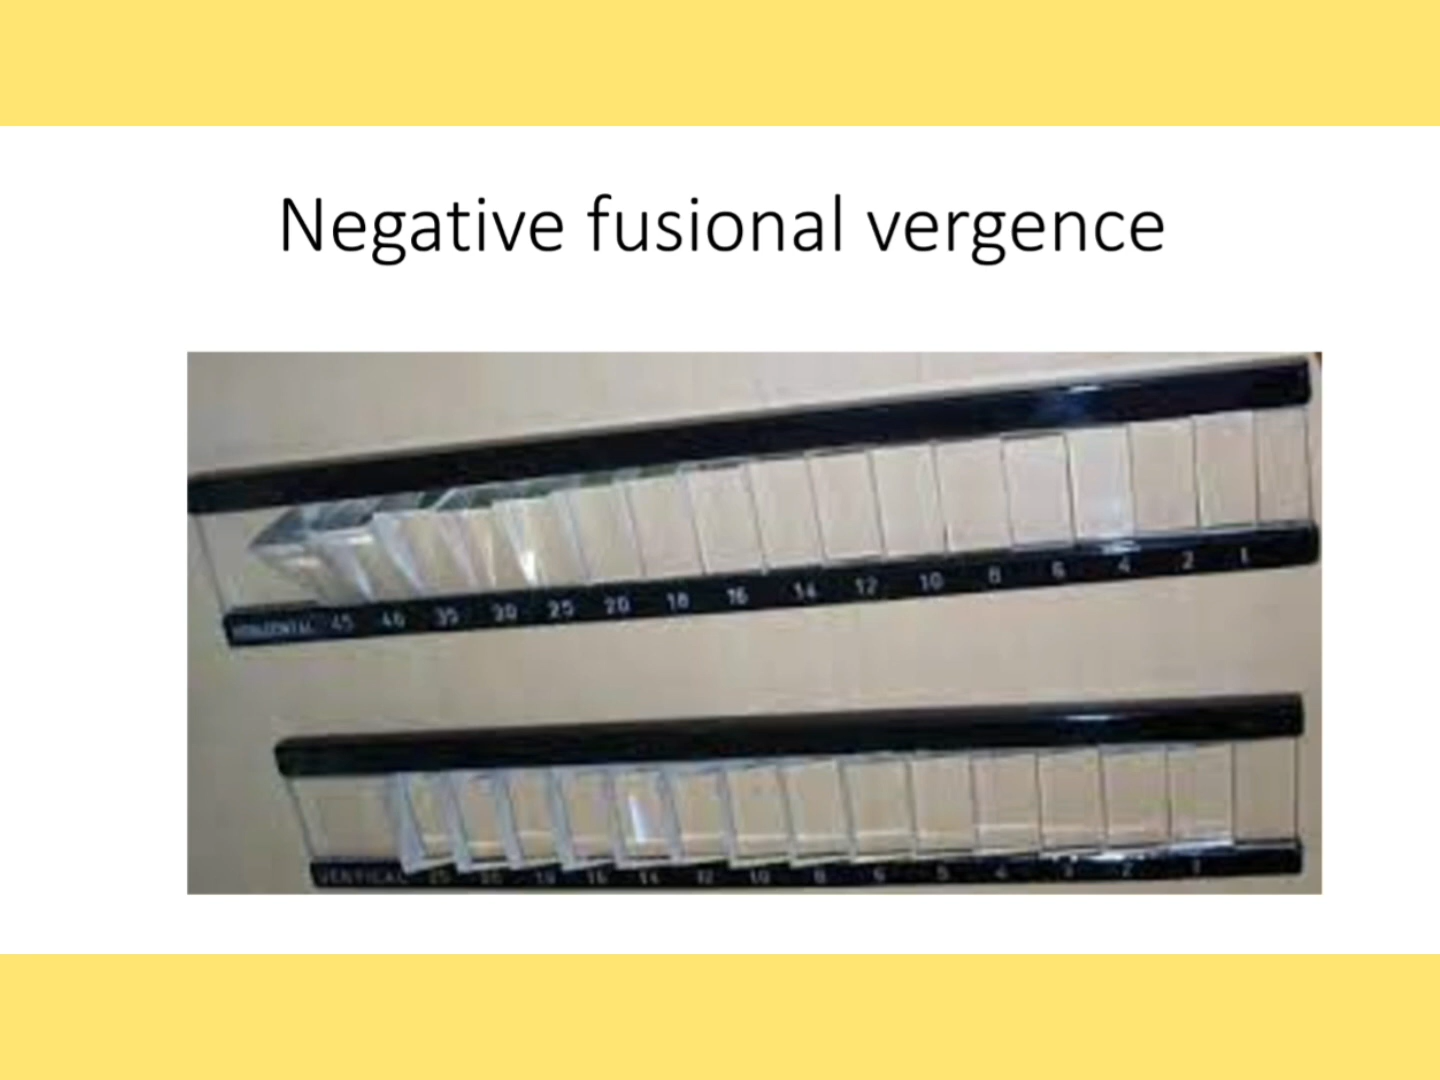 Negative fusional vergence
HORIZONTAL 45 40 35 30 25 20 18 16 14 12 10 8 6 4 2 1
VERTICAL 25 20 18 16 14 12 10 8 6 5 4 3 2 1